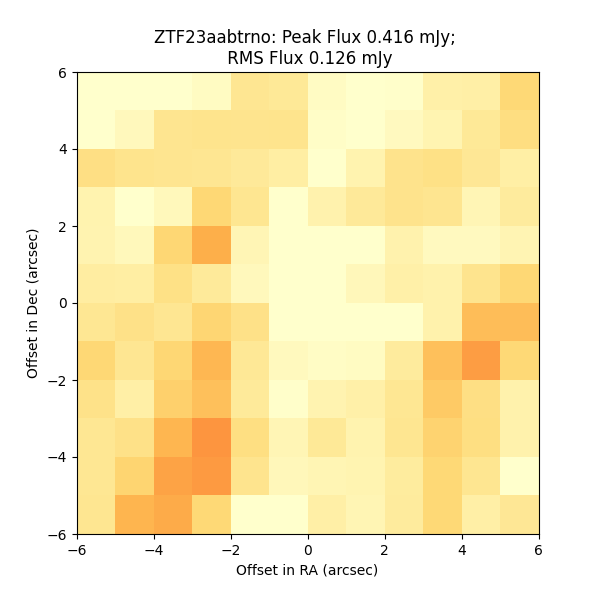 ZTF23aabtrno: Peak Flux 0.416 mJy;
RMS Flux 0.126 mJy
6
4
2
0
−2
−4
−6
Offset in Dec (arcsec)
−6 −4 −2 0 2 4 6
Offset in RA (arcsec)